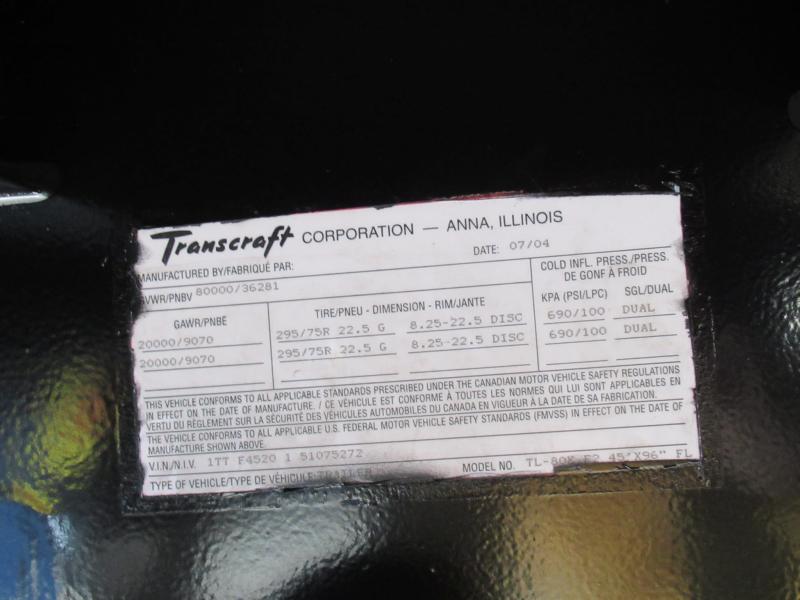 Transcraft CORPORATION — ANNA, ILLINOIS
MANUFACTURED BY/FABRIQUÉ PAR: DATE: 07/04
GVWR/PNBV 80000/36281
COLD INFL. PRESS./PRESS.
DE GONF À FROID
GAWR/PNBE TIRE/PNEU - DIMENSION - RIM/JANTE KPA (PSI/LPC) SGL/DUAL
20000/9070 295/75R 22.5 G 8.25-22.5 DISC 690/100 DUAL
20000/9070 295/75R 22.5 G 8.25-22.5 DISC 690/100 DUAL
THIS VEHICLE CONFORMS TO ALL APPLICABLE STANDARDS PRESCRIBED UNDER THE CANADIAN MOTOR VEHICLE SAFETY REGULATIONS
IN EFFECT ON THE DATE OF MANUFACTURE. / CE VÉHICULE EST CONFORME À TOUTES LES NORMES QUI LUI SONT APPLICABLES EN
VERTU DU RÈGLEMENT SUR LA SÉCURITÉ DES VÉHICULES AUTOMOBILES DU CANADA EN VIGUEUR À LA DATE DE SA FABRICATION.
THE VEHICLE CONFORMS TO ALL APPLICABLE U.S. FEDERAL MOTOR VEHICLE SAFETY STANDARDS (FMVSS) IN EFFECT ON THE DATE OF
MANUFACTURE SHOWN ABOVE.
V.I.N./N.I.V. 1TT F4520 1 51075272 MODEL NO. TL-80K F2 45'X96" FL
TYPE OF VEHICLE/TYPE DE VÉHICULE: TRAILER